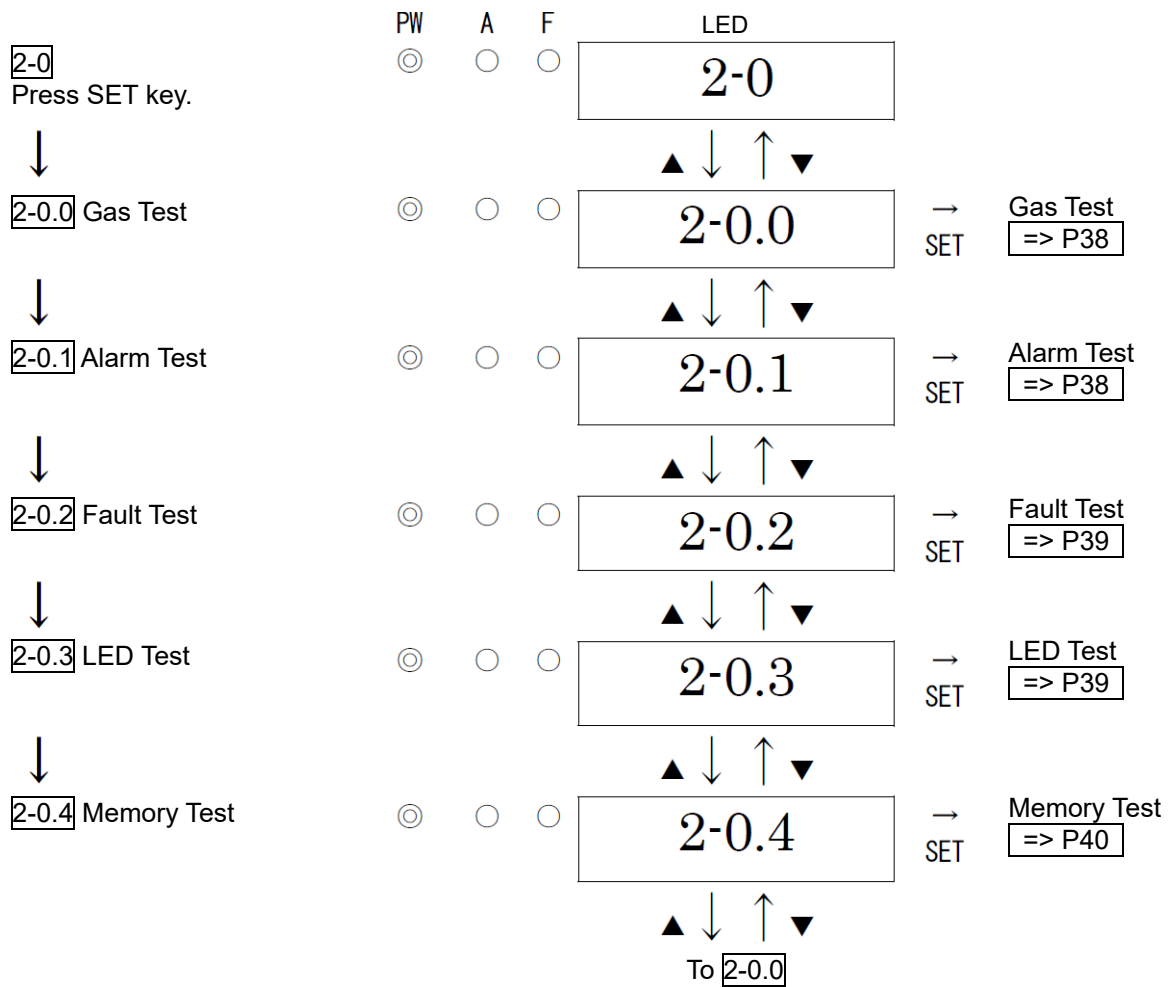 PW A F LED
2-0 ◎ ○ ○ 2-0
Press SET key.
↓ ▲ ↓ ↑ ▼
2-0.0 Gas Test ◎ ○ ○ 2-0.0 → Gas Test
SET => P38
↓ ▲ ↓ ↑ ▼
2-0.1 Alarm Test ◎ ○ ○ 2-0.1 → Alarm Test
SET => P38
↓ ▲ ↓ ↑ ▼
2-0.2 Fault Test ◎ ○ ○ 2-0.2 → Fault Test
SET => P39
↓ ▲ ↓ ↑ ▼
2-0.3 LED Test ◎ ○ ○ 2-0.3 → LED Test
SET => P39
↓ ▲ ↓ ↑ ▼
2-0.4 Memory Test ◎ ○ ○ 2-0.4 → Memory Test
SET => P40
▲ ↓ ↑ ▼
To 2-0.0